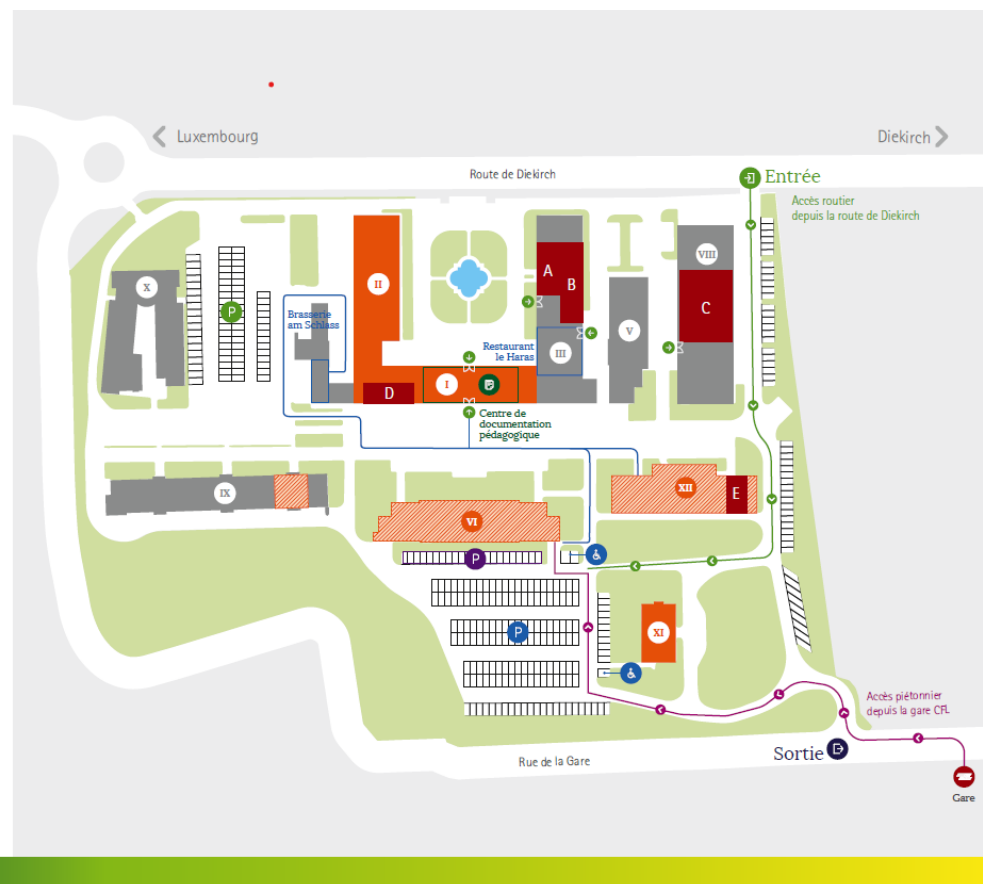 Luxembourg
Diekirch
Route de Diekirch
Entrée
Accès routier
depuis la route de Diekirch
X
P
II
A
B
VIII
C
Brasserie
am Schlass
V
Restaurant
le Haras
III
D
I
Centre de
documentation
pédagogique
IX
XII
E
VI
P
P
XI
Accès piétonnier
depuis la gare CFL
Sortie
Rue de la Gare
Gare